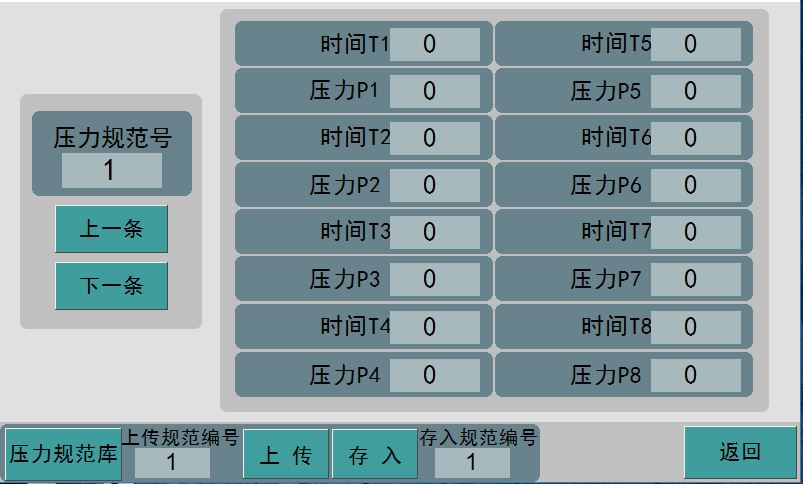 压力规范号
1
上一条
下一条
时间T1 0
压力P1 0
时间T2 0
压力P2 0
时间T3 0
压力P3 0
时间T4 0
压力P4 0
时间T5 0
压力P5 0
时间T6 0
压力P6 0
时间T7 0
压力P7 0
时间T8 0
压力P8 0
压力规范库
上传规范编号
1
上 传
存 入
存入规范编号
1
返回